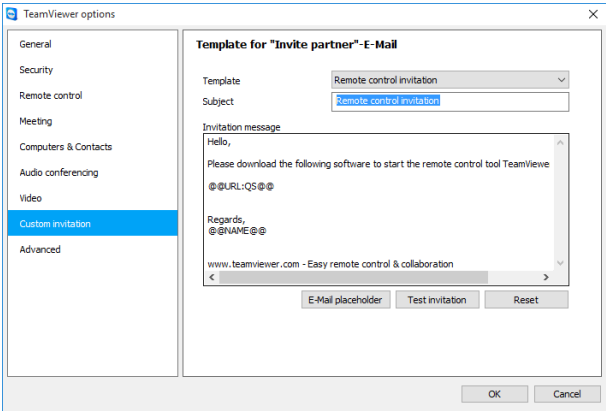 TeamViewer options
General
Security
Remote control
Meeting
Computers & Contacts
Audio conferencing
Video
Custom invitation
Advanced
Template for "Invite partner"-E-Mail
Template
Remote control invitation
Subject
Remote control invitation
Invitation message
Hello,
Please download the following software to start the remote control tool TeamViewe
@@URL:QS@@
Regards,
@@NAME@@
www.teamviewer.com - Easy remote control & collaboration
E-Mail placeholder
Test invitation
Reset
OK
Cancel